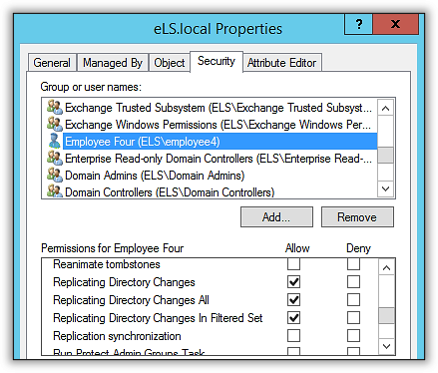 eLS.local Properties
? x
General Managed By Object Security Attribute Editor
Group or user names:
Exchange Trusted Subsystem (ELS\Exchange Trusted Subsyst...
Exchange Windows Permissions (ELS\Exchange Windows Per...
Employee Four (ELS\employee4)
Enterprise Read-only Domain Controllers (ELS\Enterprise Read-...
Domain Admins (ELS\Domain Admins)
Domain Controllers (ELS\Domain Controllers)
Add... Remove
Permissions for Employee Four Allow Deny
Reanimate tombstones
Replicating Directory Changes
Replicating Directory Changes All
Replicating Directory Changes In Filtered Set
Replication synchronization
Run Protect Admin Groups Task